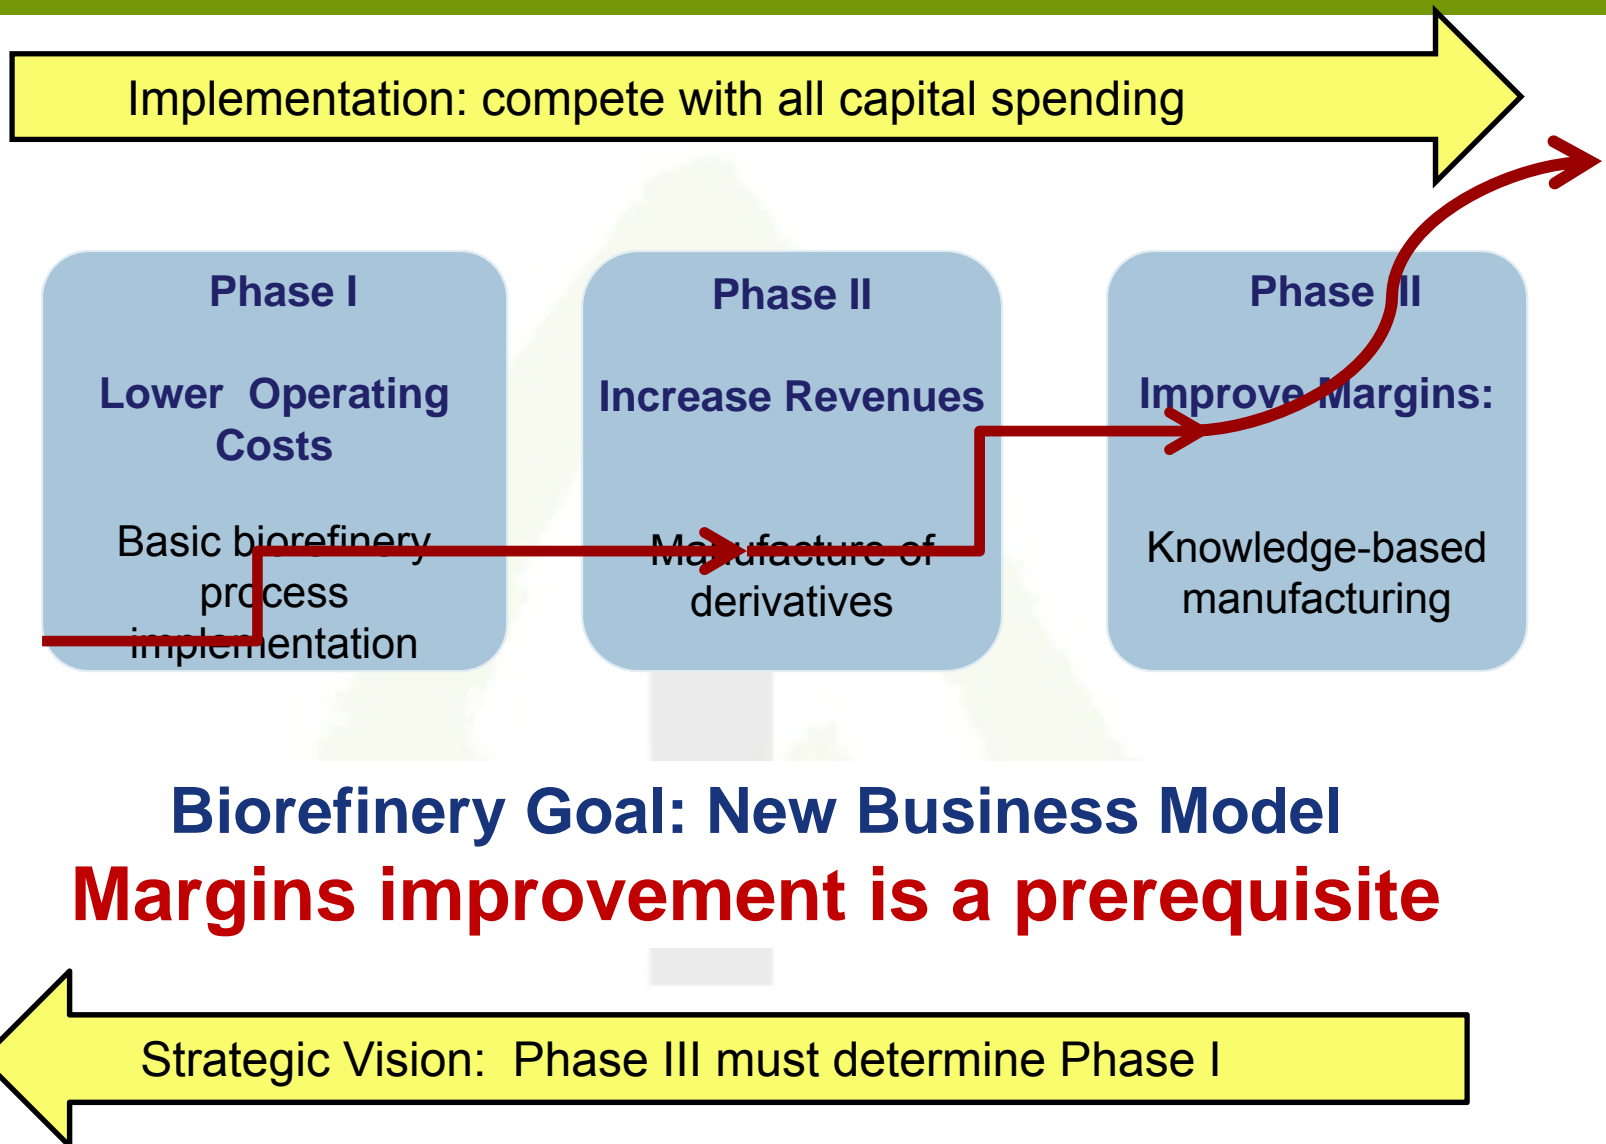 Implementation: compete with all capital spending
Phase I
Lower Operating
Costs
Basic biorefinery
process
implementation
Phase II
Increase Revenues
Manufacture of
derivatives
Phase III
Improve Margins:
Knowledge-based
manufacturing
Biorefinery Goal: New Business Model
Margins improvement is a prerequisite
Strategic Vision: Phase III must determine Phase I